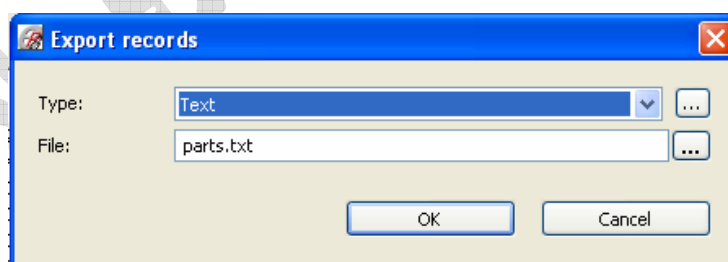 Export records
Type: Text ...
File: parts.txt ...
OK Cancel